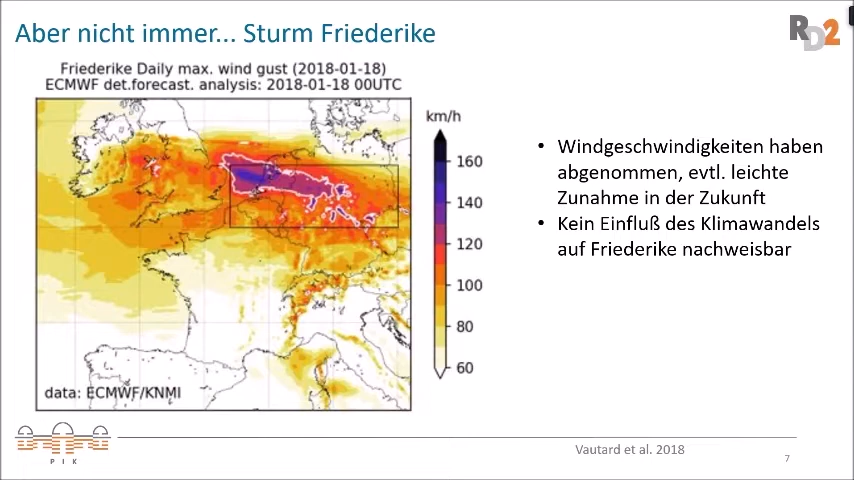 Aber nicht immer... Sturm Friederike
RD2
Friederike Daily max. wind gust (2018-01-18)
ECMWF det.forecast. analysis: 2018-01-18 00UTC
km/h
160
140
120
100
80
60
data: ECMWF/KNMI
• Windgeschwindigkeiten haben
abgenommen, evtl. leichte
Zunahme in der Zukunft
• Kein Einfluß des Klimawandels
auf Friederike nachweisbar
PIK
Vautard et al. 2018
7